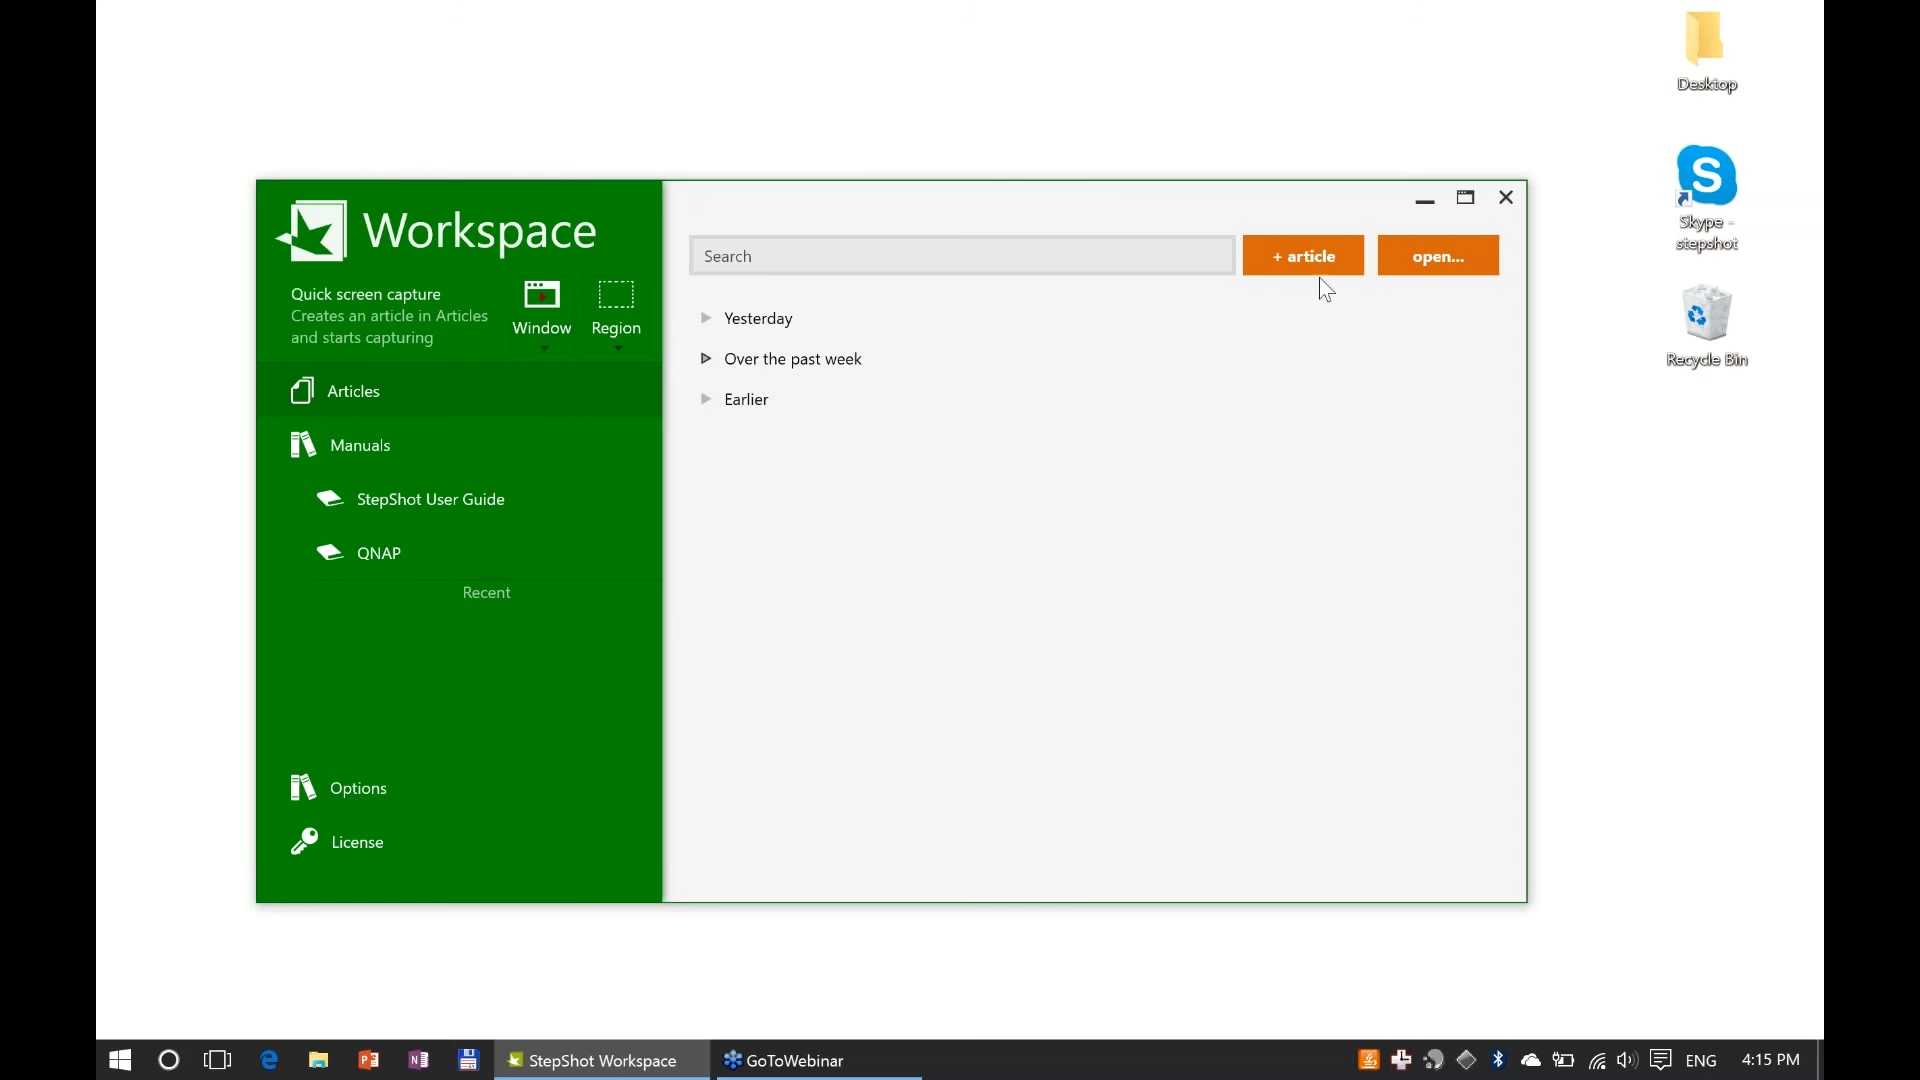 Desktop
Skype -
stepshot
Recycle Bin
Workspace
Quick screen capture
Creates an article in Articles
and starts capturing
Window
Region
Articles
Manuals
StepShot User Guide
QNAP
Recent
Options
License
Search
+ article
open...
Yesterday
Over the past week
Earlier
StepShot Workspace
GoToWebinar
ENG
4:15 PM